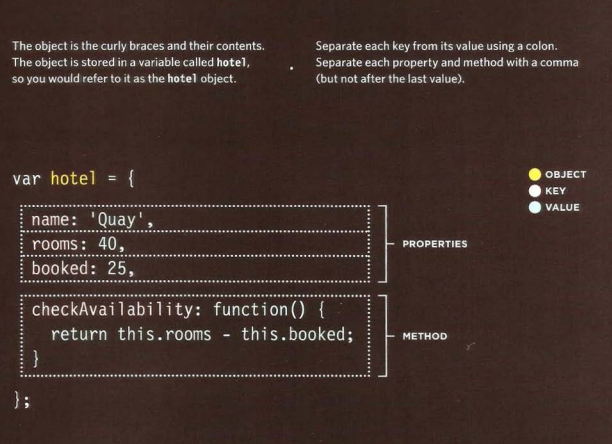 The object is the curly braces and their contents.
The object is stored in a variable called hotel,
so you would refer to it as the hotel object.
Separate each key from its value using a colon.
Separate each property and method with a comma
(but not after the last value).
var hotel = {
OBJECT
KEY
VALUE
name: 'Quay',
rooms: 40,
booked: 25,
PROPERTIES
checkAvailability: function() {
return this.rooms - this.booked;
}
METHOD
};